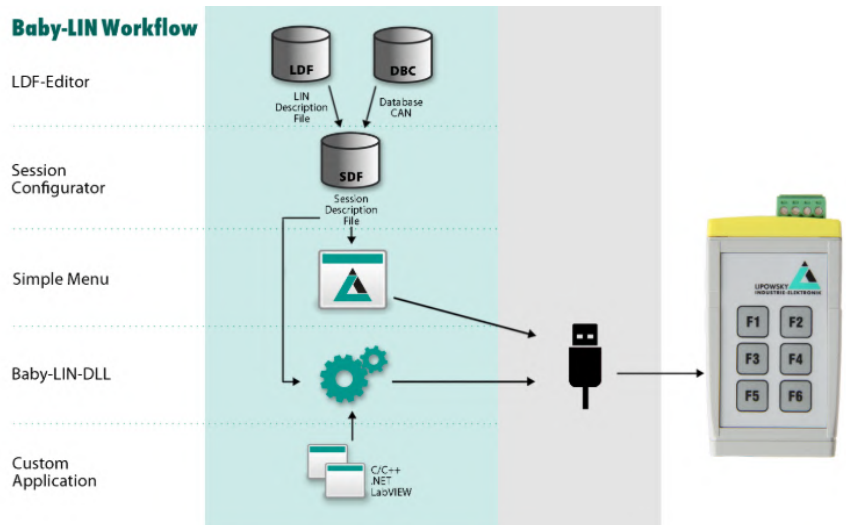 Baby-LIN Workflow
LDF-Editor
LDF
DBC
LIN
Description
File
Database
CAN
Session
Configurator
SDF
Session
Description
File
Simple Menu
Baby-LIN-DLL
Custom
Application
C/C++
.NET
LabVIEW
LIPOWSKY
INDUSTRIE-ELEKTRONIK
F1 F2
F3 F4
F5 F6